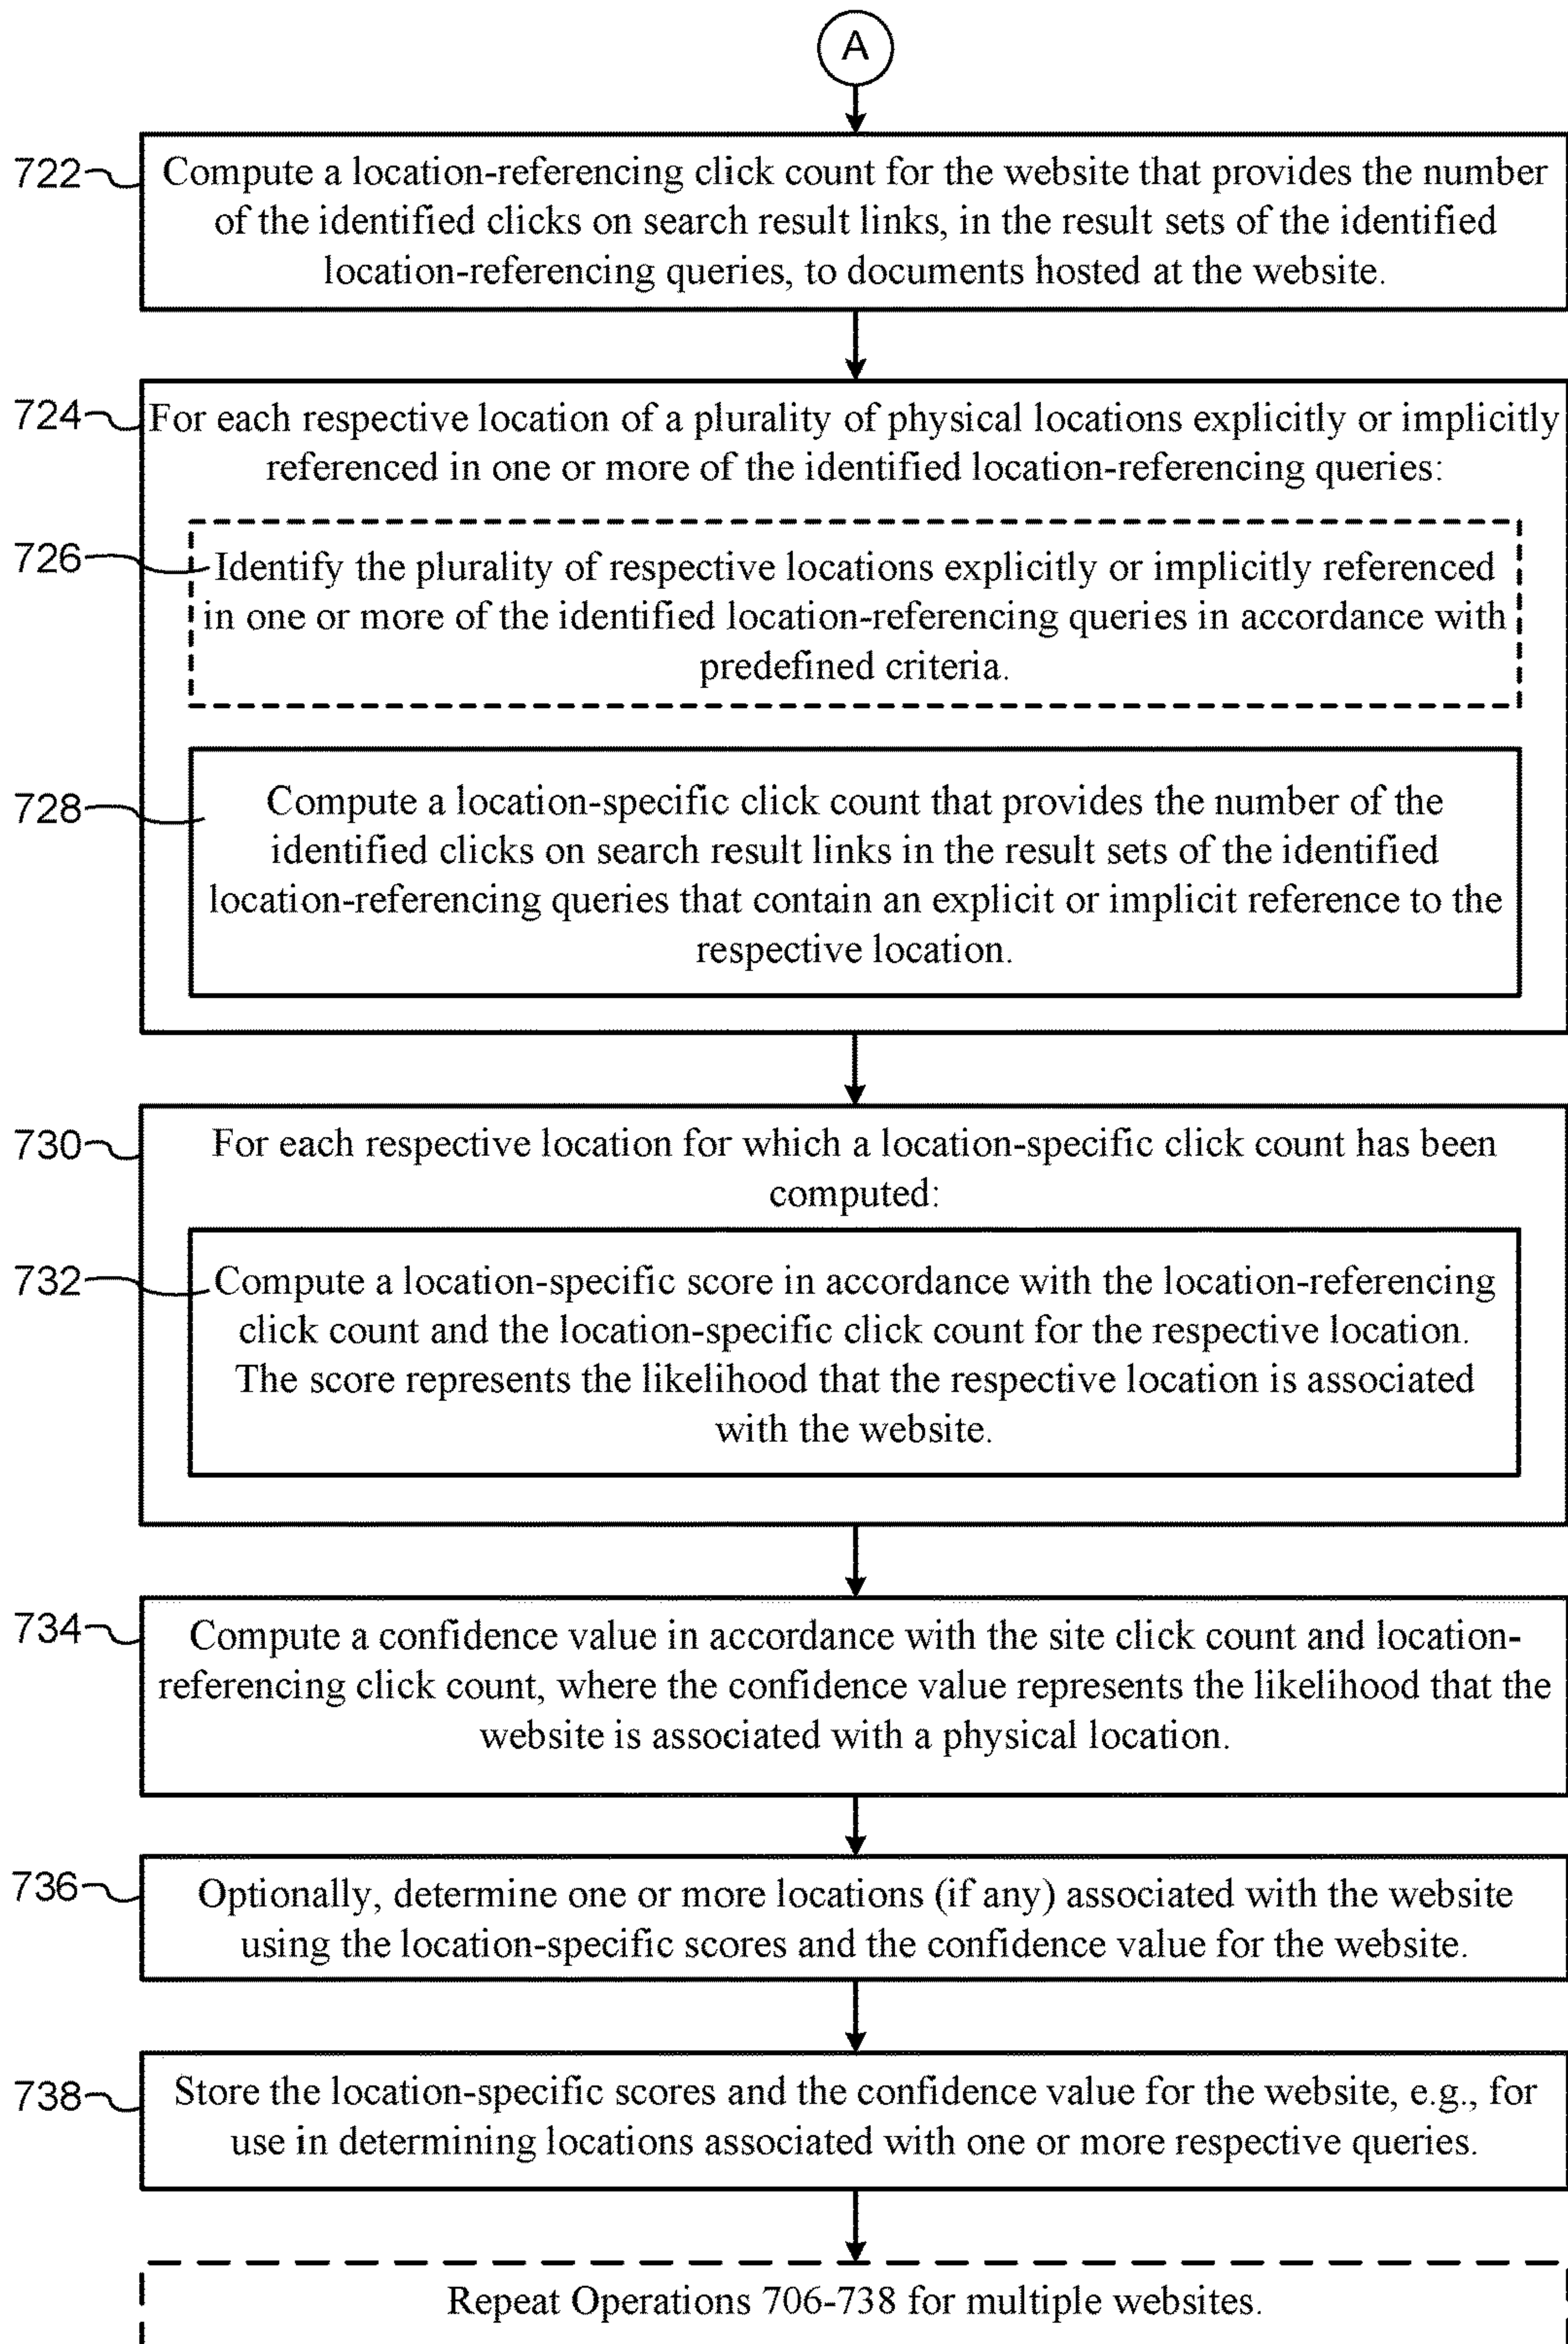 A
722
Compute a location-referencing click count for the website that provides the number
of the identified clicks on search result links, in the result sets of the identified
location-referencing queries, to documents hosted at the website.
724
For each respective location of a plurality of physical locations explicitly or implicitly
referenced in one or more of the identified location-referencing queries:
726
Identify the plurality of respective locations explicitly or implicitly referenced
in one or more of the identified location-referencing queries in accordance with
predefined criteria.
728
Compute a location-specific click count that provides the number of the
identified clicks on search result links in the result sets of the identified
location-referencing queries that contain an explicit or implicit reference to the
respective location.
730
For each respective location for which a location-specific click count has been
computed:
732
Compute a location-specific score in accordance with the location-referencing
click count and the location-specific click count for the respective location.
The score represents the likelihood that the respective location is associated
with the website.
734
Compute a confidence value in accordance with the site click count and location-
referencing click count, where the confidence value represents the likelihood that the
website is associated with a physical location.
736
Optionally, determine one or more locations (if any) associated with the website
using the location-specific scores and the confidence value for the website.
738
Store the location-specific scores and the confidence value for the website, e.g., for
use in determining locations associated with one or more respective queries.
Repeat Operations 706-738 for multiple websites.